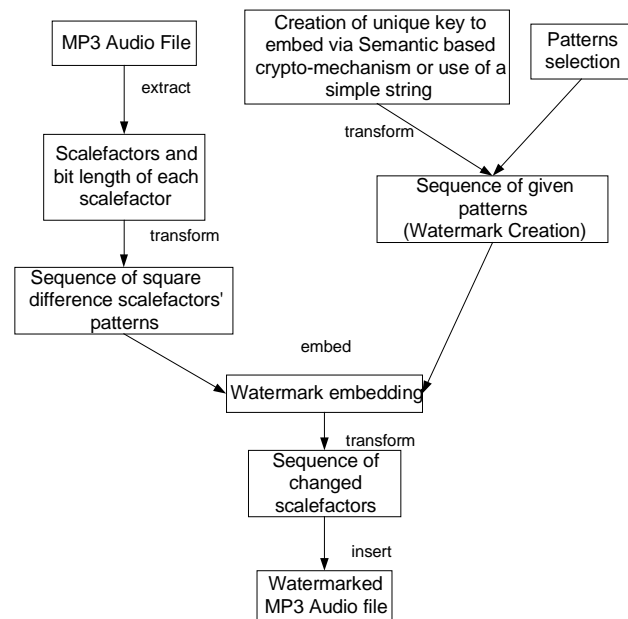 MP3 Audio File
Creation of unique key to
embed via Semantic based
crypto-mechanism or use of a
simple string
Patterns
selection
extract
transform
Scalefactors and
bit length of each
scalefactor
Sequence of given
patterns
(Watermark Creation)
transform
Sequence of square
difference scalefactors'
patterns
embed
Watermark embedding
transform
Sequence of
changed
scalefactors
insert
Watermarked
MP3 Audio file